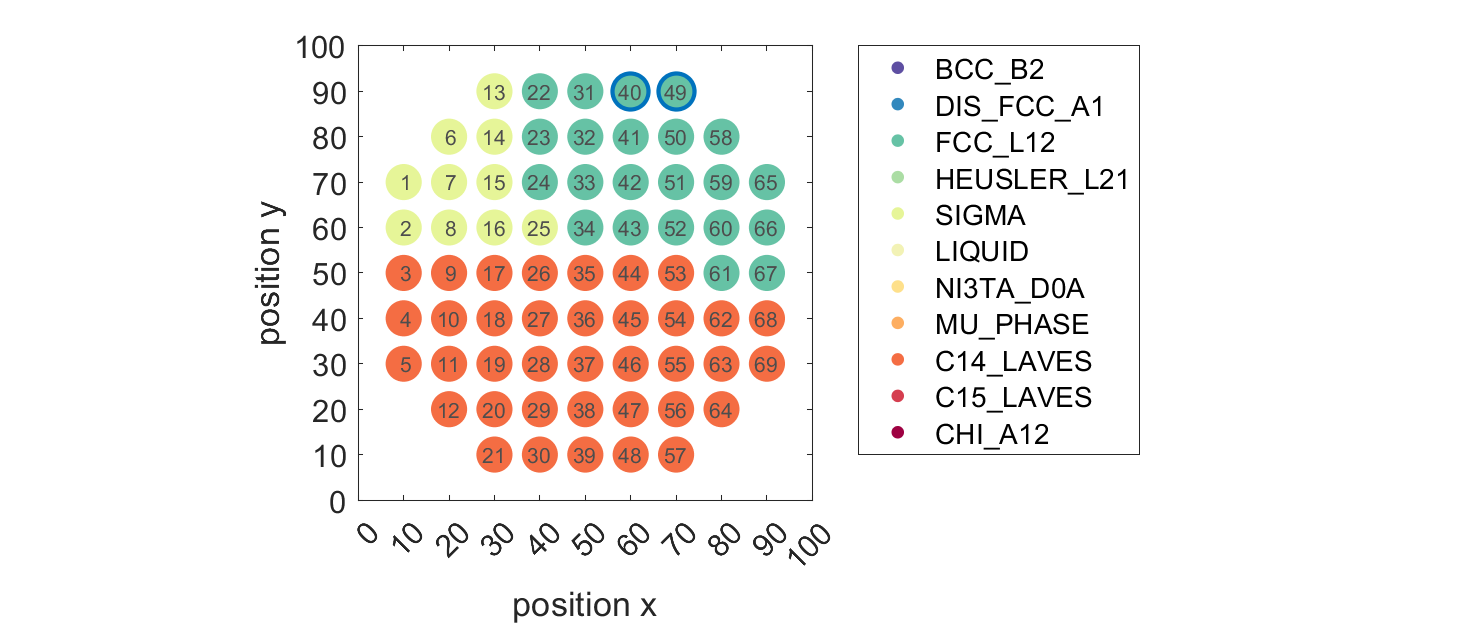 100
90
80
70
60
50
40
30
20
10
0
position y
13 22 31 40 49
6 14 23 32 41 50 58
1 7 15 24 33 42 51 59 65
2 8 16 25 34 43 52 60 66
3 9 17 26 35 44 53 61 67
4 10 18 27 36 45 54 62 68
5 11 19 28 37 46 55 63 69
12 20 29 38 47 56 64
21 30 39 48 57
0 10 20 30 40 50 60 70 80 90 100
position x
BCC_B2
DIS_FCC_A1
FCC_L12
HEUSLER_L21
SIGMA
LIQUID
NI3TA_D0A
MU_PHASE
C14_LAVES
C15_LAVES
CHI_A12